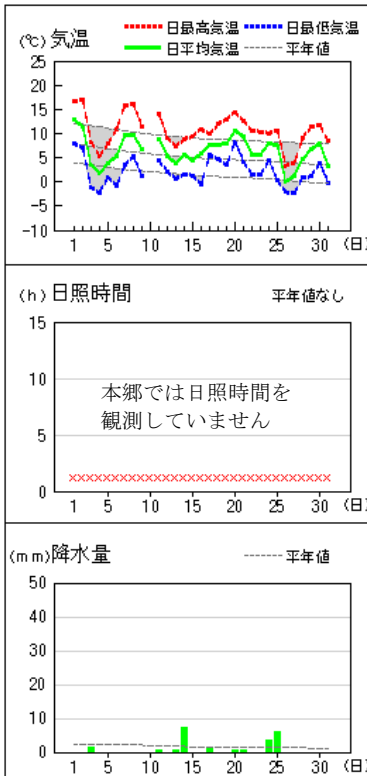 (℃) 気温
日最高気温 日最低気温
日平均気温 平年値
25
20
15
10
5
0
-5
-10
1 5 10 15 20 25 30 (日)
(h) 日照時間 平年値なし
15
10
5
0
本郷では日照時間を
観測していません
1 5 10 15 20 25 30 (日)
(mm) 降水量 平年値
50
40
30
20
10
0
1 5 10 15 20 25 30 (日)